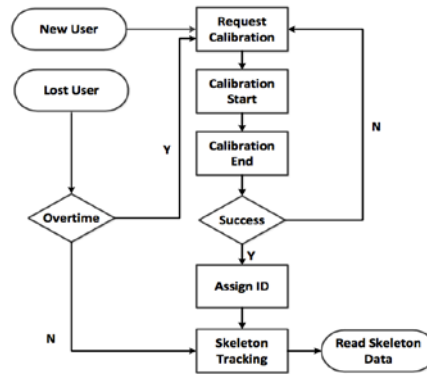 New User
Request
Calibration
Lost User
Calibration
Start
Y
N
Calibration
End
Overtime
Success
Y
Assign ID
N
Skeleton
Tracking
Read Skeleton
Data